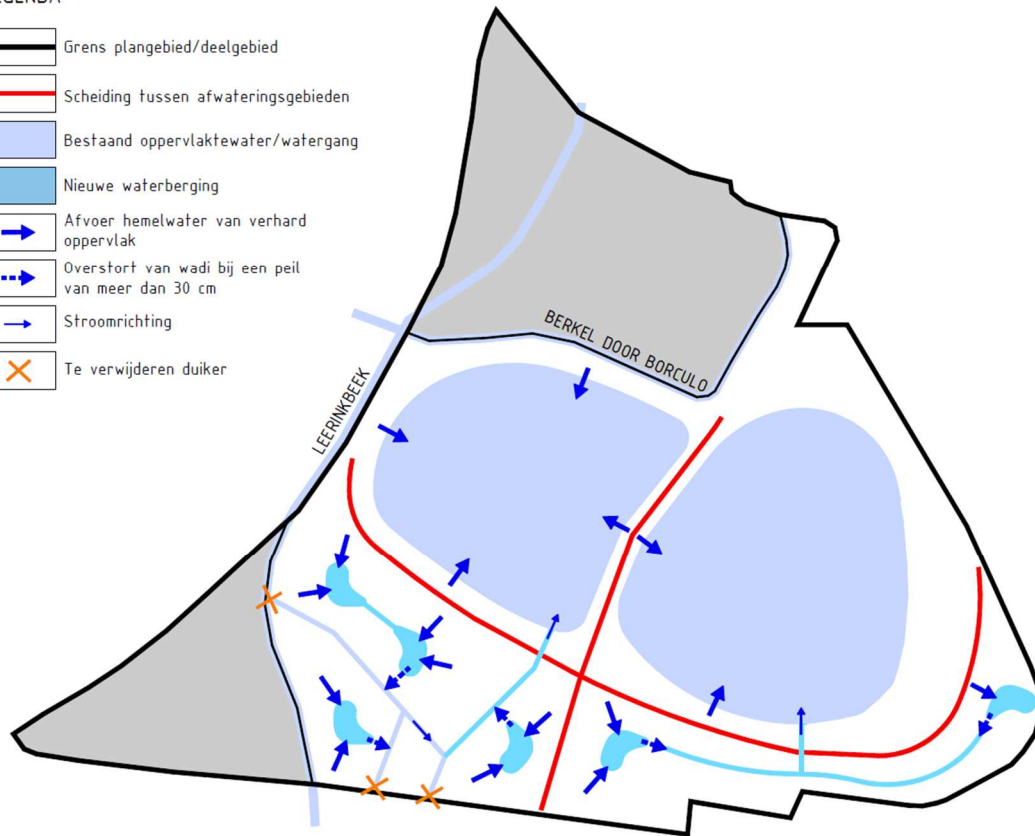 Grens plangebied/deelgebied
Scheiding tussen afwateringsgebieden
Bestaand oppervlaktewater/watergang
Nieuwe waterberging
Afvoer hemelwater van verhard
oppervlak
Overstort van wadi bij een peil
van meer dan 30 cm
Stroomrichting
Te verwijderen duiker
BERKEL DOOR BORCULO
LEERINKBEEK